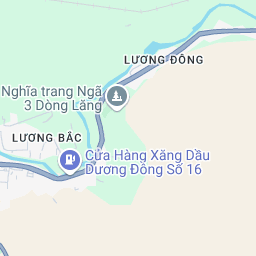 LƯƠNG ĐÔNG
Nghĩa trang Ngã
3 Dòng Lăng
LƯƠNG BẮC
Cửa Hàng Xăng Dầu
Dương Đông Số 16